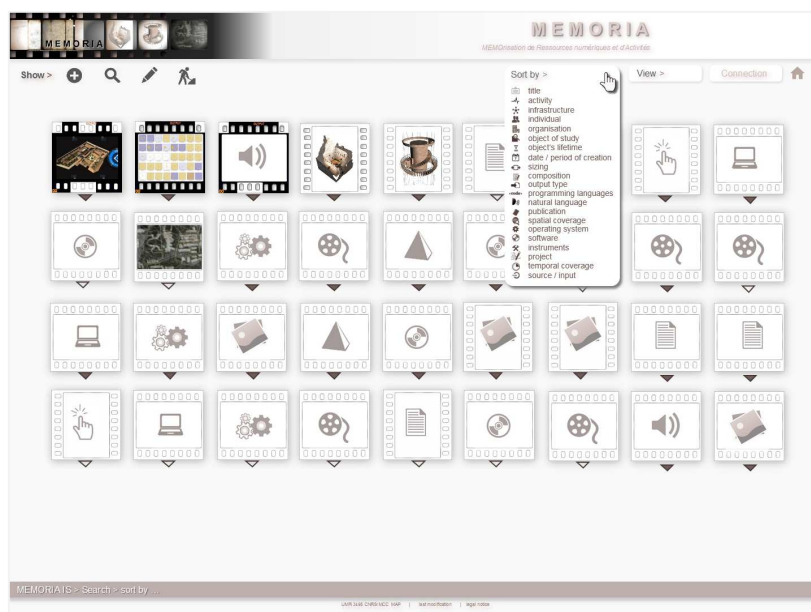 MEMORIA
MEMORIA
MEMORisation de Ressources numériques et d'Activités
Show >
Sort by >
View >
Connection
title
activity
infrastructure
individual
organisation
object of study
object's lifetime
date / period of creation
sizing
composition
output type
programming languages
natural language
publication
spatial coverage
operating system
software
instruments
project
temporal coverage
source / input
MEMORIA IS > Search > sort by ...
UMR 3495 CNRS/MCC MAP | last modification | legal notice